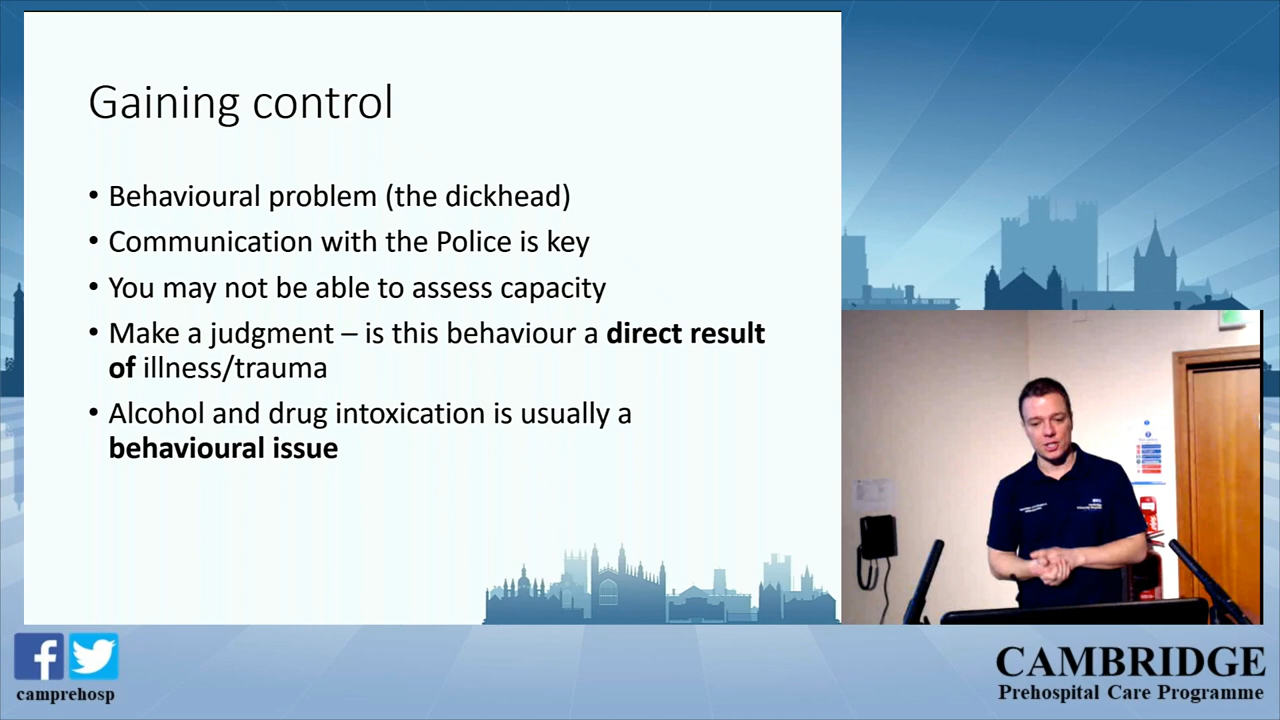 Gaining control
• Behavioural problem (the dickhead)
• Communication with the Police is key
• You may not be able to assess capacity
• Make a judgment – is this behaviour a direct result
of illness/trauma
• Alcohol and drug intoxication is usually a
behavioural issue
camprehosp
CAMBRIDGE
Prehospital Care Programme